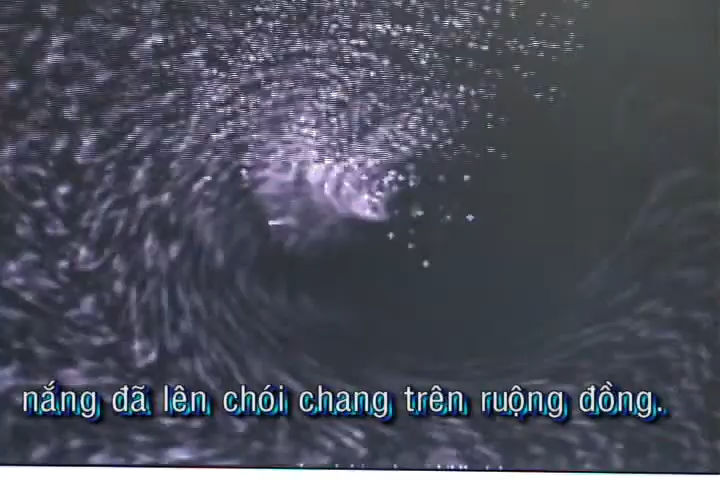 nắng đã lên chói chang trên ruộng đồng.